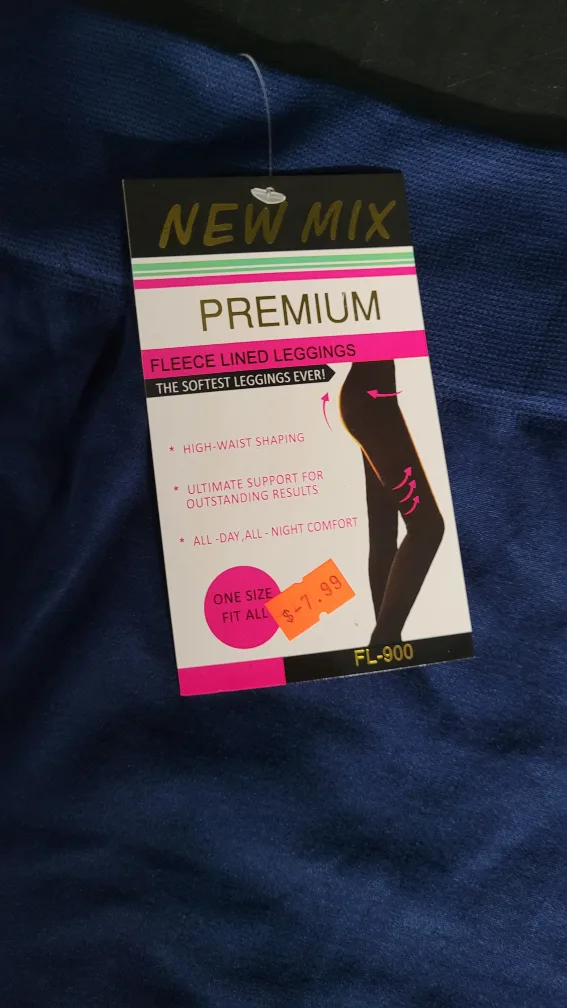 NEW MIX
PREMIUM
FLEECE LINED LEGGINGS
THE SOFTEST LEGGINGS EVER!
* HIGH-WAIST SHAPING
* ULTIMATE SUPPORT FOR
OUTSTANDING RESULTS
* ALL -DAY,ALL - NIGHT COMFORT
ONE SIZE
FIT ALL
$-7.99
FL-900